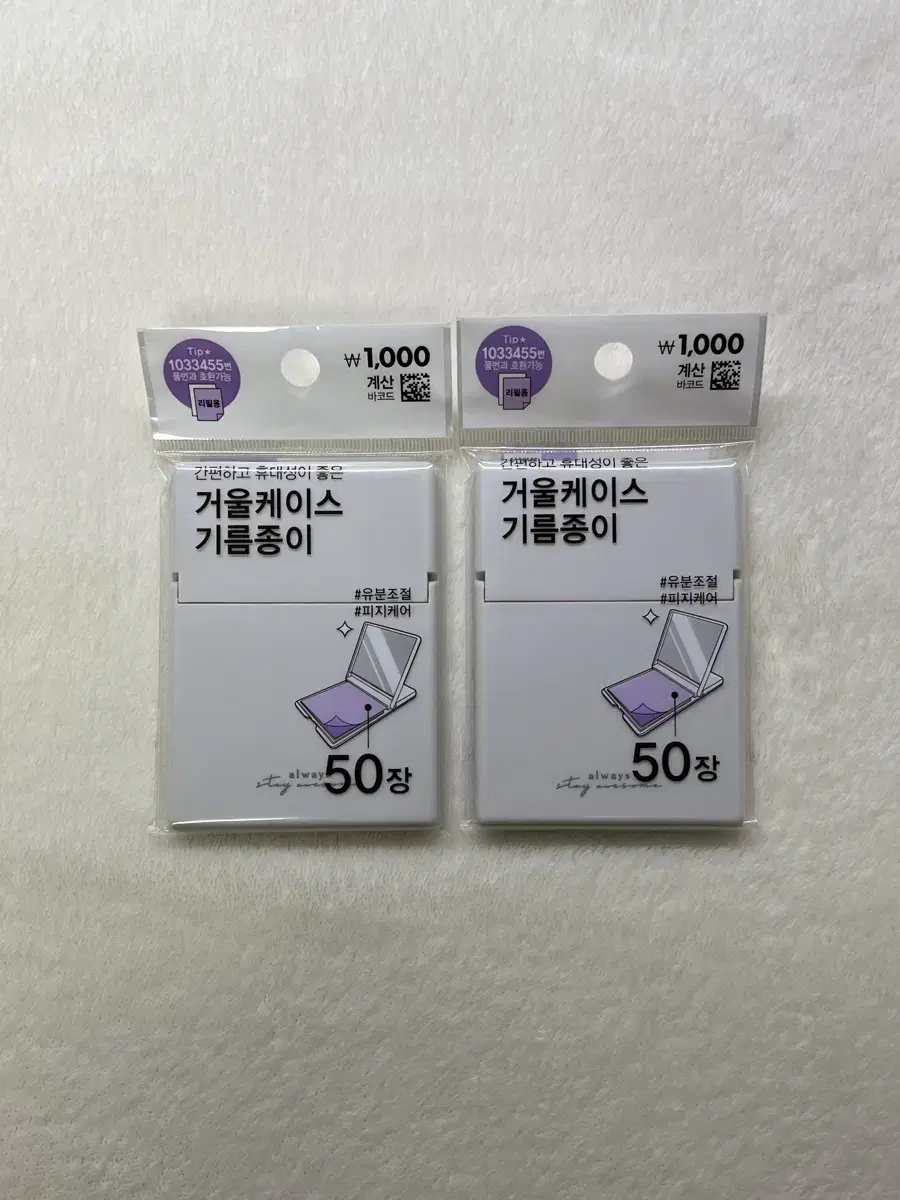 Tip★
1033455번
품번과 호환가능
리필용
₩1,000
계산
바코드
간편하고 휴대성이 좋은
거울케이스
기름종이
#유분조절
#피지케어
50장
always
stay awesome
Tip★
1033455번
품번과 호환가능
리필용
₩1,000
계산
바코드
간편하고 휴대성이 좋은
거울케이스
기름종이
#유분조절
#피지케어
50장
always
stay awesome